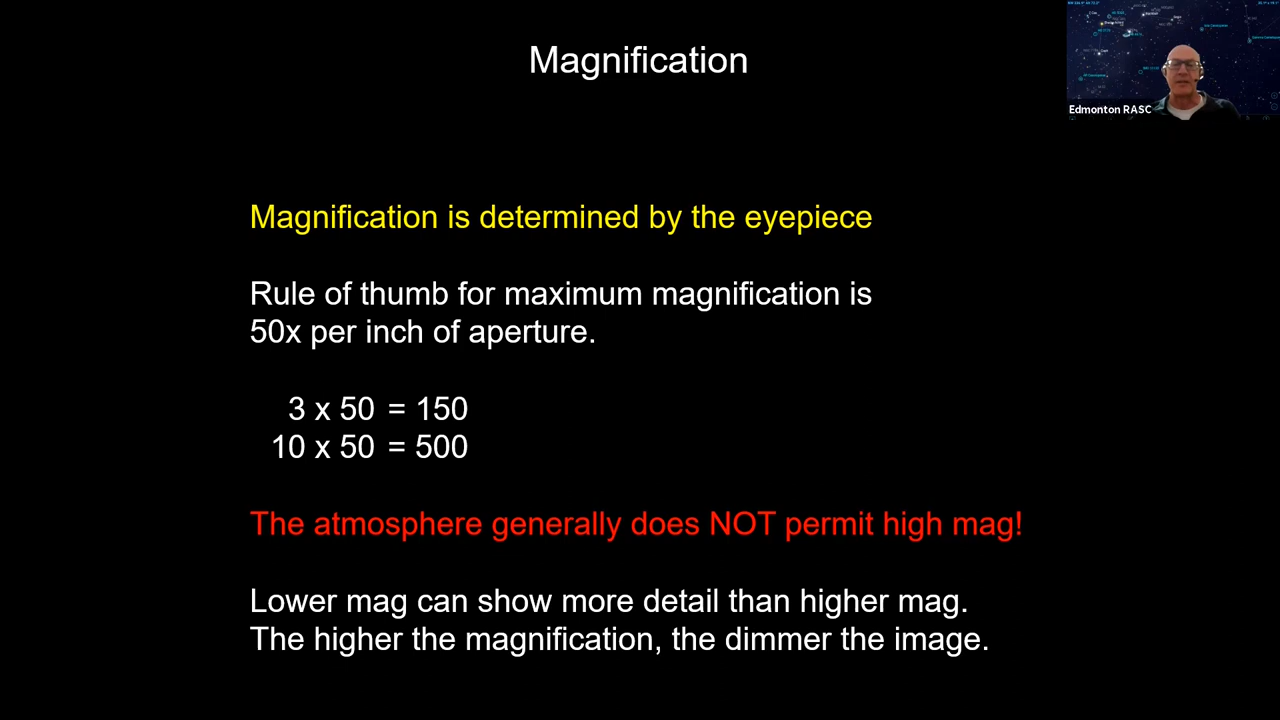 Magnification
Edmonton RASC
Magnification is determined by the eyepiece
Rule of thumb for maximum magnification is
50x per inch of aperture.
3 x 50 = 150
10 x 50 = 500
The atmosphere generally does NOT permit high mag!
Lower mag can show more detail than higher mag.
The higher the magnification, the dimmer the image.